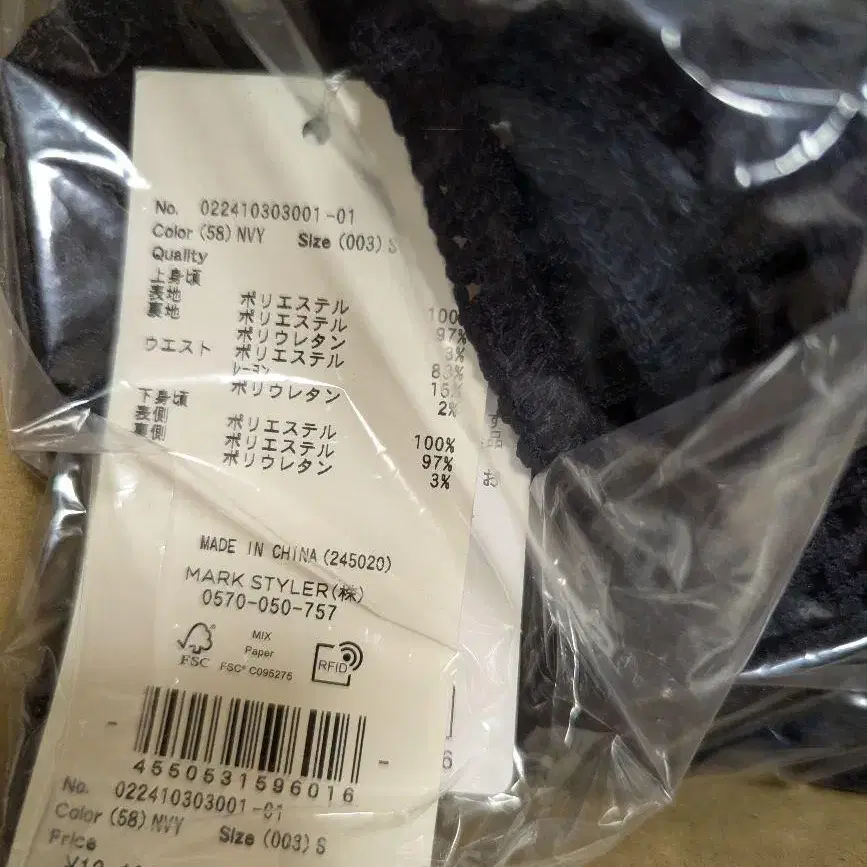 No. 022410303001-01
Color (58) NVY Size (003) S
Quality
上身頃
表地 ポリエステル 100
裏地 ポリエステル 97%
ポリウレタン 3%
ウエスト ポリエステル 83%
レーヨン 15%
ポリウレタン 2%
下身頃
表側 ポリエステル 100%
裏側 ポリエステル 97%
ポリウレタン 3%
す品
お
MADE IN CHINA (245020)
MARK STYLER(株)
0570-050-757
FSC
MIX
Paper
FSC® C095275
RFID
4550531596016
6
No. 022410303001-01
Color (58) NVY Size (003) S
Price